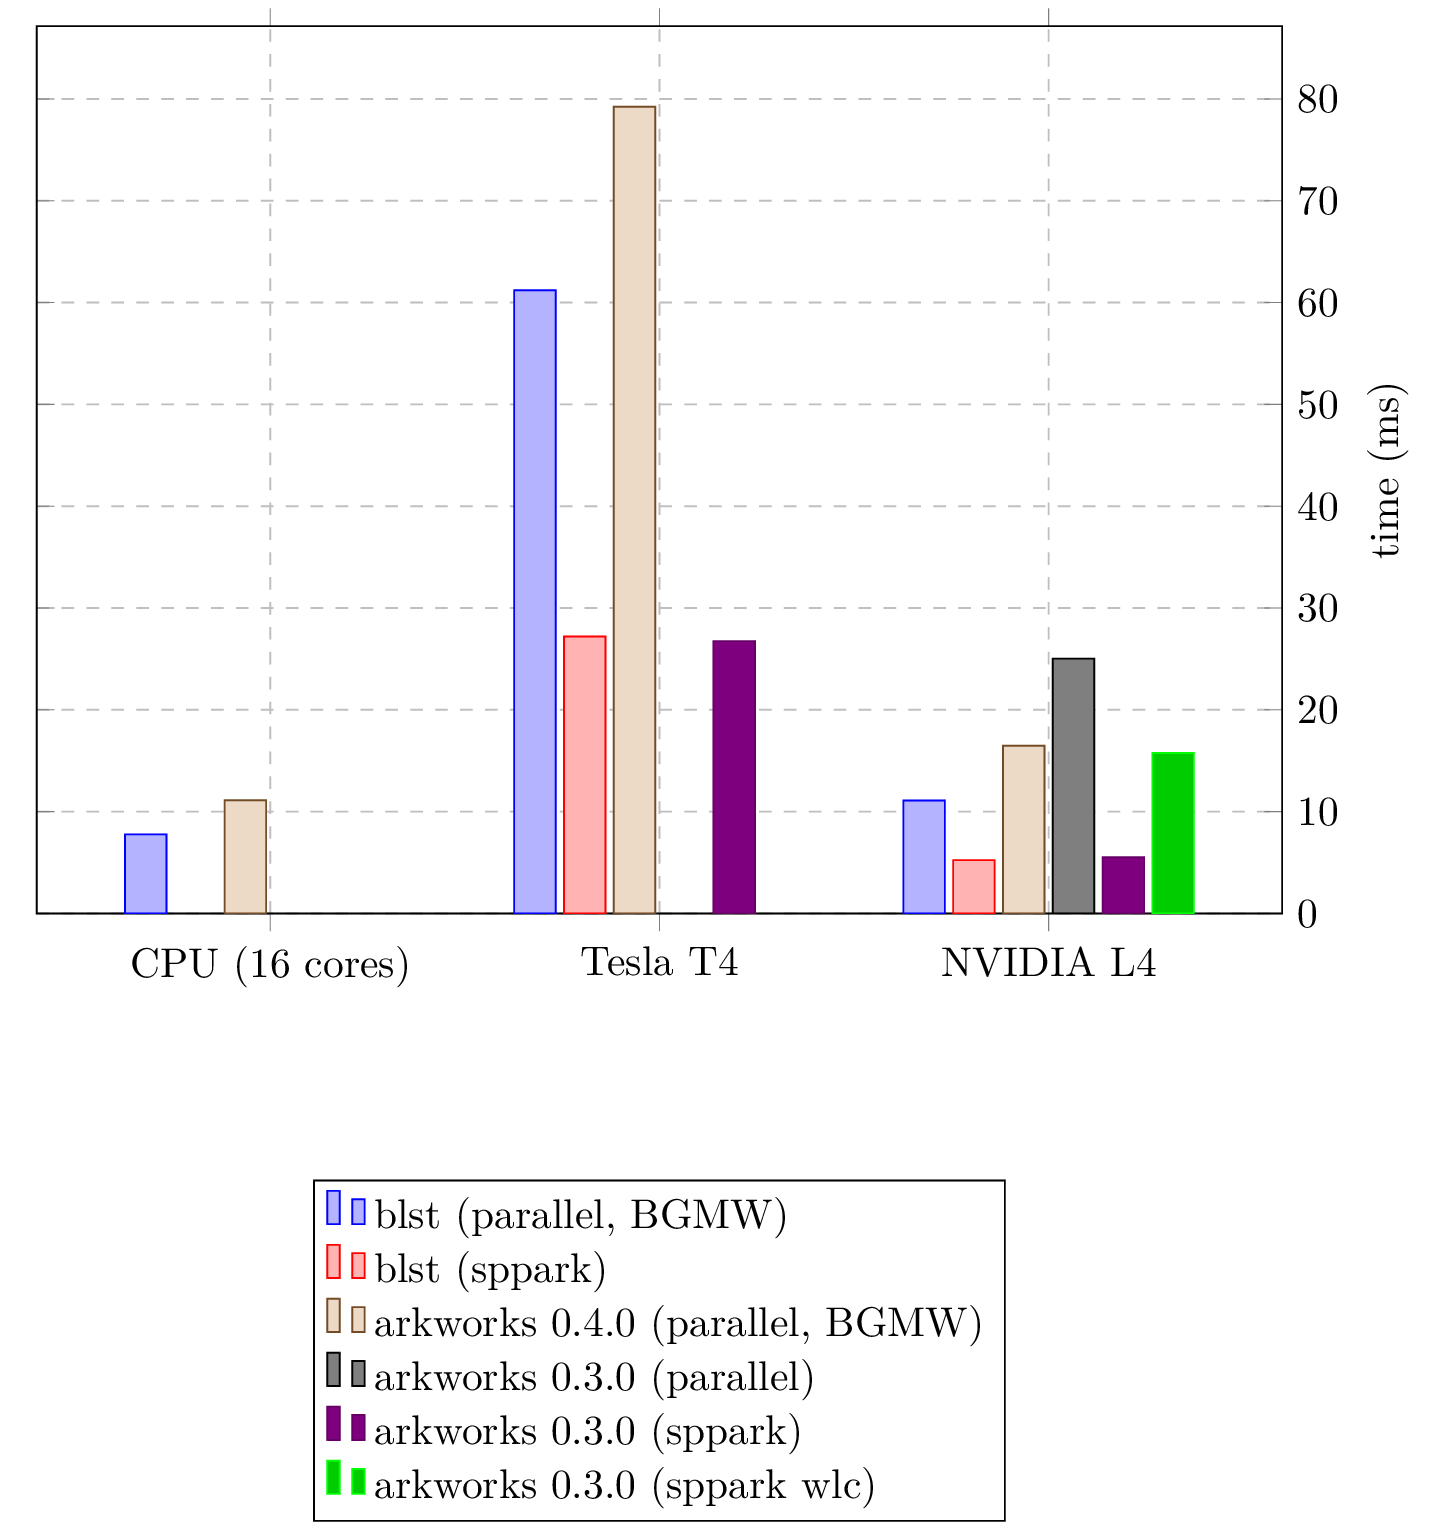 80
70
60
50
40
30
20
10
0
time (ms)
CPU (16 cores)
Tesla T4
NVIDIA L4
blst (parallel, BGMW)
blst (sppark)
arkworks 0.4.0 (parallel, BGMW)
arkworks 0.3.0 (parallel)
arkworks 0.3.0 (sppark)
arkworks 0.3.0 (sppark wlc)